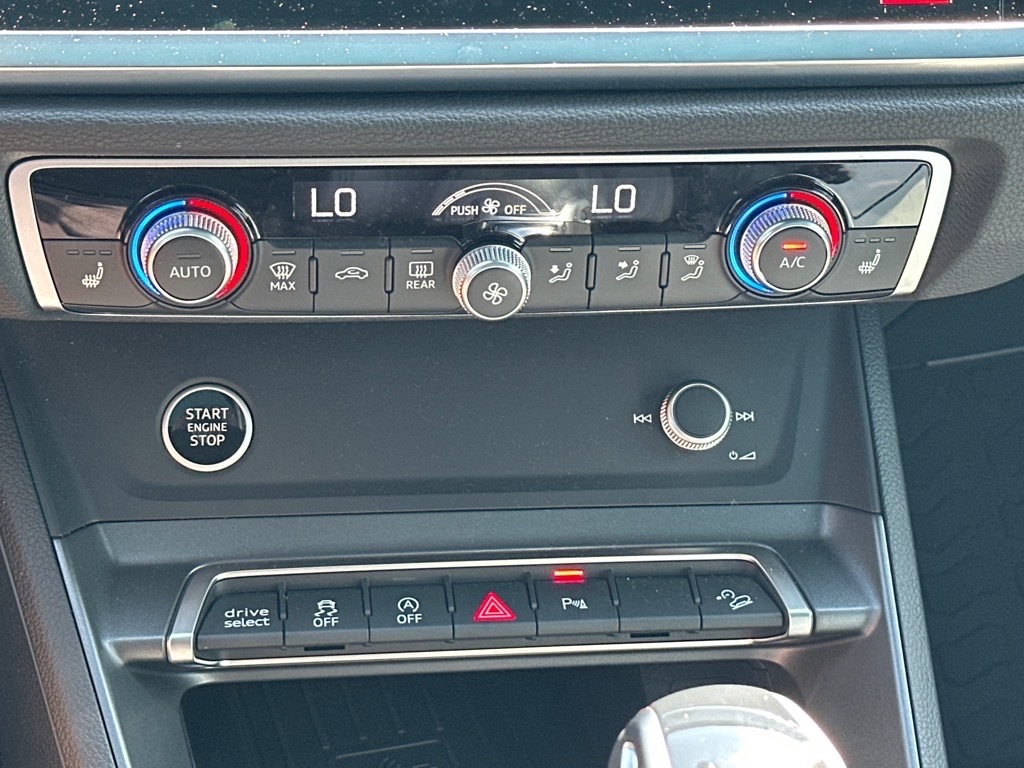 LO
PUSH OFF
LO
AUTO
MAX
REAR
A/C
START
ENGINE
STOP
drive
select
OFF
A
OFF
P